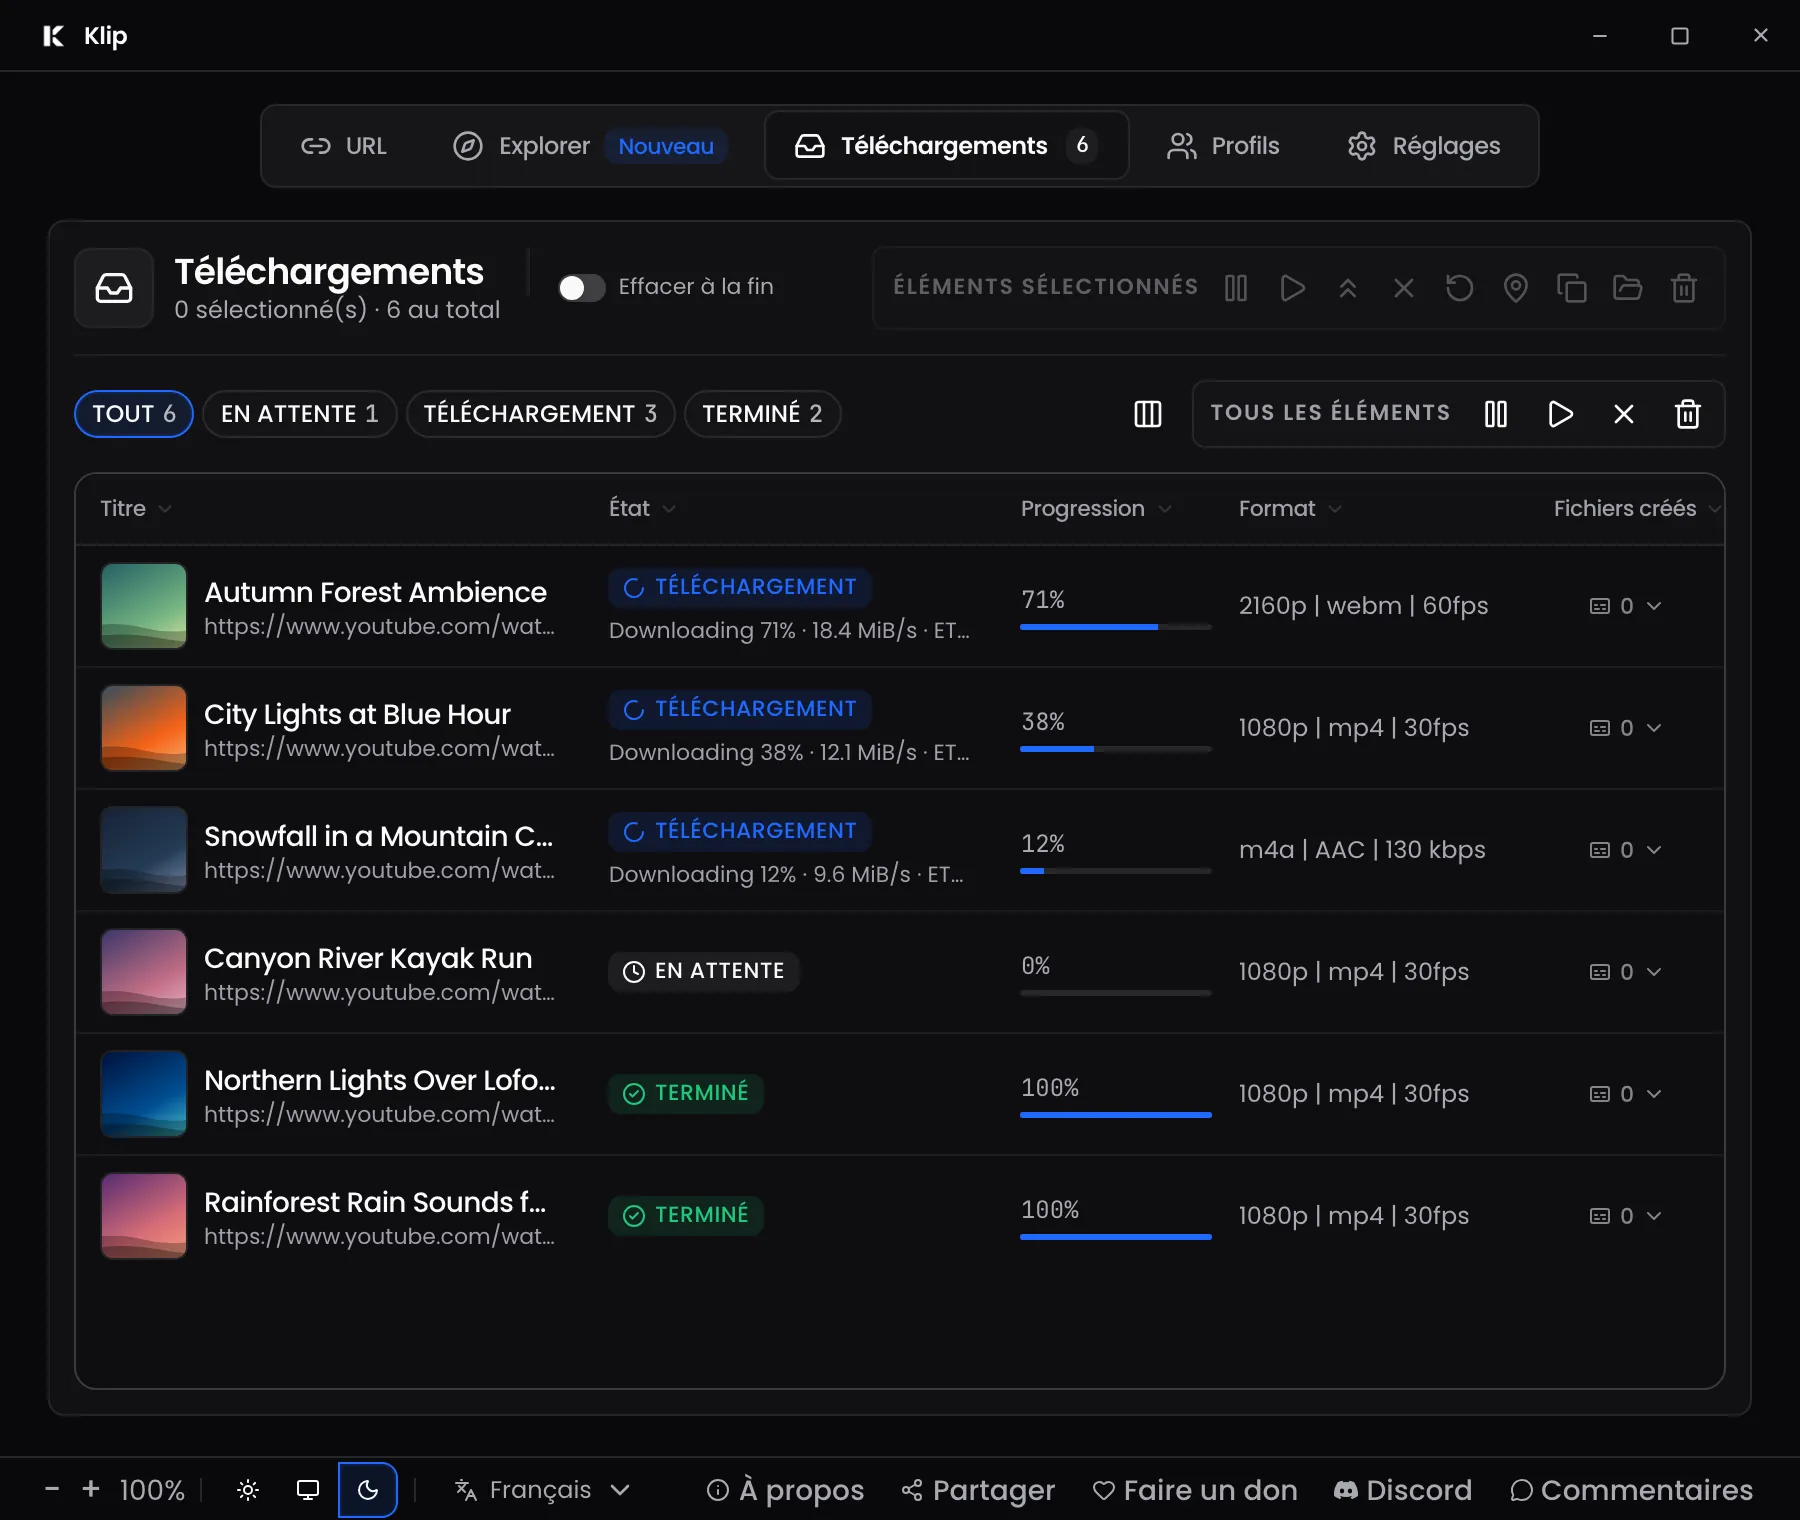 Klip
URL
Explorer Nouveau
Téléchargements 6
Profils
Réglages
Téléchargements
0 sélectionné(s) · 6 au total
Effacer à la fin
ÉLÉMENTS SÉLECTIONNÉS
TOUT 6
EN ATTENTE 1
TÉLÉCHARGEMENT 3
TERMINÉ 2
TOUS LES ÉLÉMENTS
Titre
État
Progression
Format
Fichiers créés
Autumn Forest Ambience
https://www.youtube.com/wat...
TÉLÉCHARGEMENT
Downloading 71% · 18.4 MiB/s · ET...
71%
2160p | webm | 60fps
0
City Lights at Blue Hour
https://www.youtube.com/wat...
TÉLÉCHARGEMENT
Downloading 38% · 12.1 MiB/s · ET...
38%
1080p | mp4 | 30fps
0
Snowfall in a Mountain C...
https://www.youtube.com/wat...
TÉLÉCHARGEMENT
Downloading 12% · 9.6 MiB/s · ET...
12%
m4a | AAC | 130 kbps
0
Canyon River Kayak Run
https://www.youtube.com/wat...
EN ATTENTE
0%
1080p | mp4 | 30fps
0
Northern Lights Over Lofo...
https://www.youtube.com/wat...
TERMINÉ
100%
1080p | mp4 | 30fps
0
Rainforest Rain Sounds f...
https://www.youtube.com/wat...
TERMINÉ
100%
1080p | mp4 | 30fps
0
− + 100%
Français
À propos
Partager
Faire un don
Discord
Commentaires